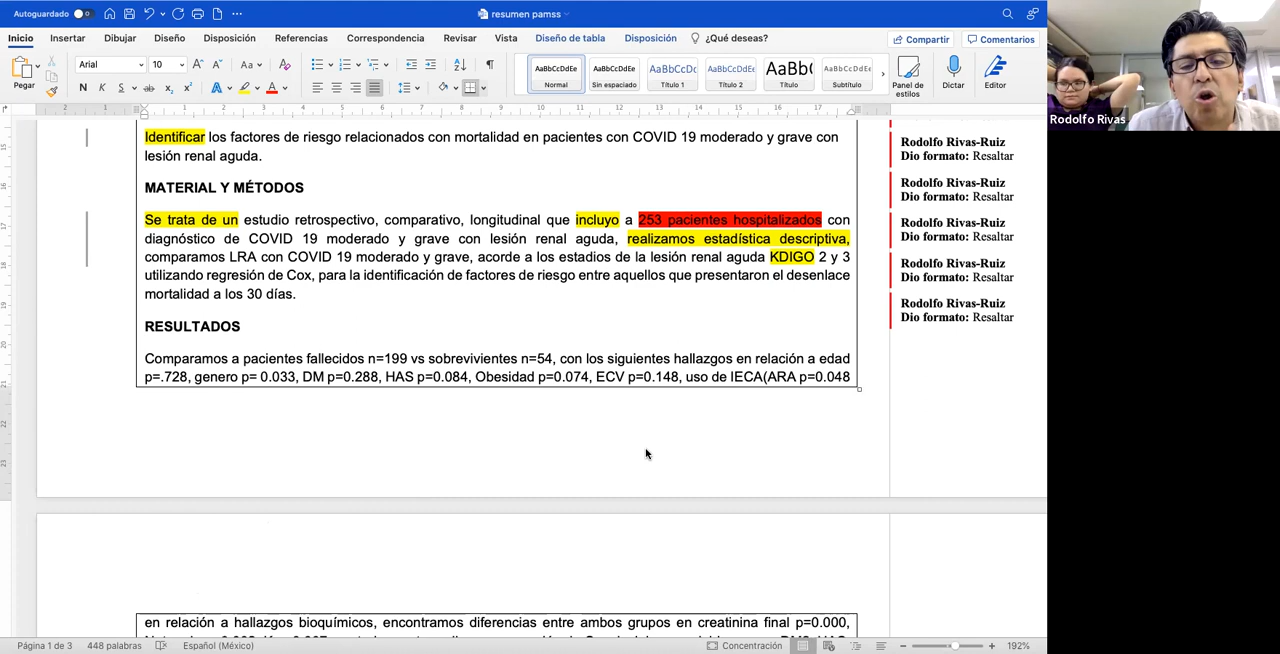 Autoguardado
resumen pamss
Inicio Insertar Dibujar Diseño Disposición Referencias Correspondencia Revisar Vista Diseño de tabla Disposición ¿Qué deseas? Compartir Comentarios
Pegar
Arial 10
AaBbCcDdEe Normal
AaBbCcDdEe Sin espaciado
AaBbCcDc Título 1
AaBbCcDdEe Título 2
AaBb( Título
AaBbCcDdEe Subtítulo
Panel de estilos
Dictar
Editor
Rodolfo Rivas
Identificar los factores de riesgo relacionados con mortalidad en pacientes con COVID 19 moderado y grave con
lesión renal aguda.
MATERIAL Y MÉTODOS
Se trata de un estudio retrospectivo, comparativo, longitudinal que incluyo a 253 pacientes hospitalizados con
diagnóstico de COVID 19 moderado y grave con lesión renal aguda, realizamos estadística descriptiva,
comparamos LRA con COVID 19 moderado y grave, acorde a los estadios de la lesión renal aguda KDIGO 2 y 3
utilizando regresión de Cox, para la identificación de factores de riesgo entre aquellos que presentaron el desenlace
mortalidad a los 30 días.
RESULTADOS
Comparamos a pacientes fallecidos n=199 vs sobrevivientes n=54, con los siguientes hallazgos en relación a edad
p=.728, genero p= 0.033, DM p=0.288, HAS p=0.084, Obesidad p=0.074, ECV p=0.148, uso de IECA(ARA p=0.048
en relación a hallazgos bioquímicos, encontramos diferencias entre ambos grupos en creatinina final p=0.000,
Rodolfo Rivas-Ruiz
Dio formato: Resaltar
Rodolfo Rivas-Ruiz
Dio formato: Resaltar
Rodolfo Rivas-Ruiz
Dio formato: Resaltar
Rodolfo Rivas-Ruiz
Dio formato: Resaltar
Rodolfo Rivas-Ruiz
Dio formato: Resaltar
Página 1 de 3 448 palabras Español (México) Concentración 192%